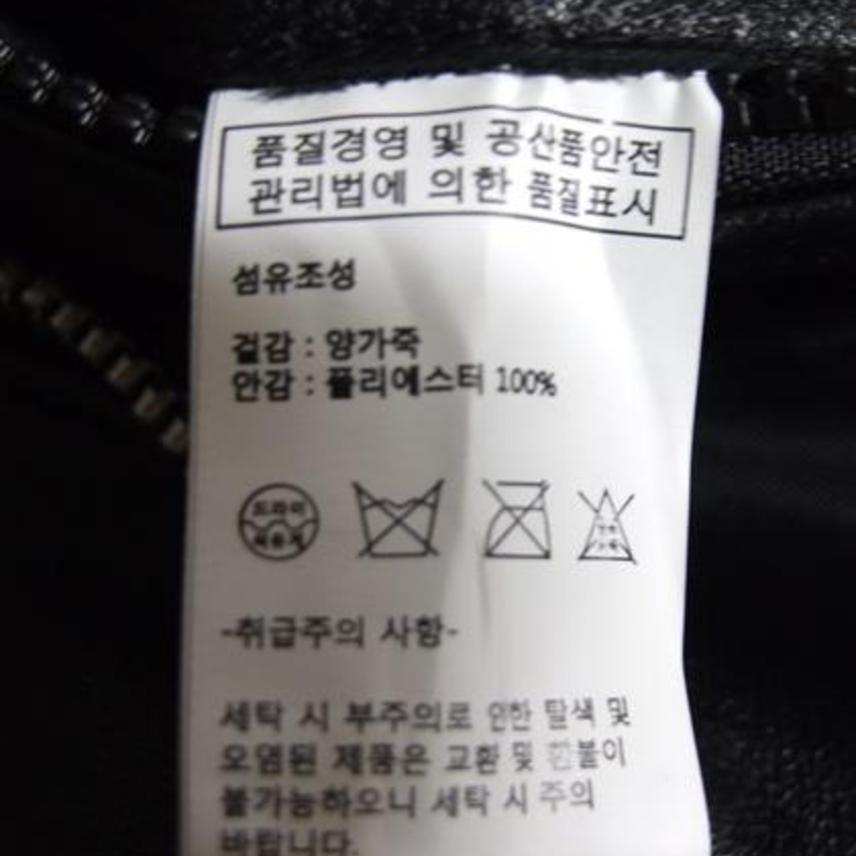 품질경영 및 공산품안전
관리법에 의한 품질표시
섬유조성
겉감 : 양가죽
안감 : 폴리에스터 100%
드라이
-취급주의 사항-
세탁 시 부주의로 인한 탈색 및
오염된 제품은 교환 및 환불이
불가능하오니 세탁 시 주의
바랍니다.